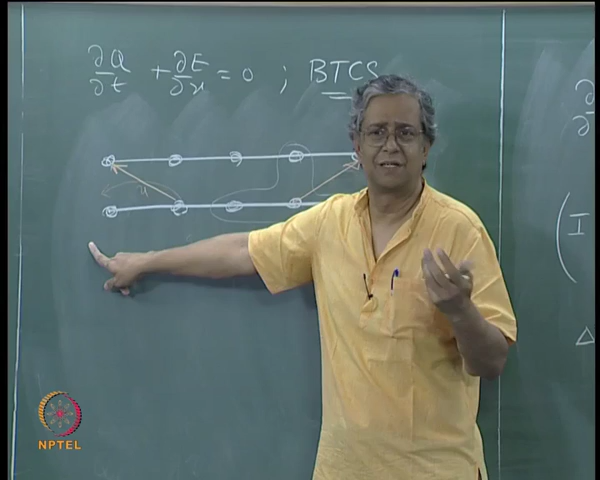 ∂Q/∂t + ∂E/∂x = 0 ; BTCS
u
∂
I
Δ
NPTEL